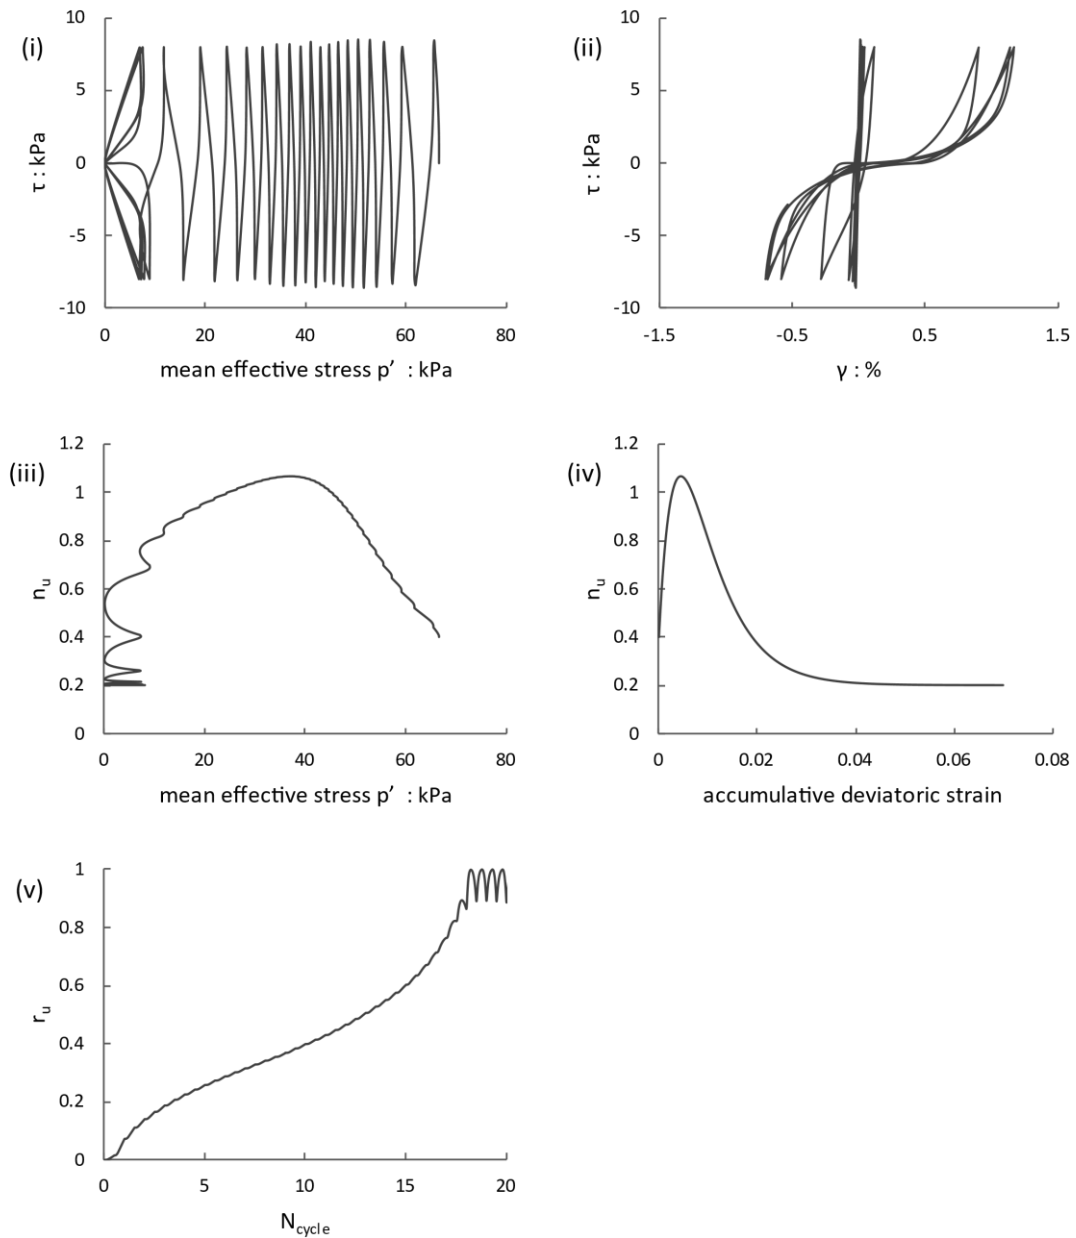 (i)
10
5
0
-5
-10
τ : kPa
0 20 40 60 80
mean effective stress p’ : kPa
(ii)
10
5
0
-5
-10
τ : kPa
-1.5 -0.5 0.5 1.5
γ : %
(iii)
1.2
1
0.8
0.6
0.4
0.2
0
nᵤ
0 20 40 60 80
mean effective stress p’ : kPa
(iv)
1.2
1
0.8
0.6
0.4
0.2
0
nᵤ
0 0.02 0.04 0.06 0.08
accumulative deviatoric strain
(v)
1
0.8
0.6
0.4
0.2
0
rᵤ
0 5 10 15 20
Ncycle